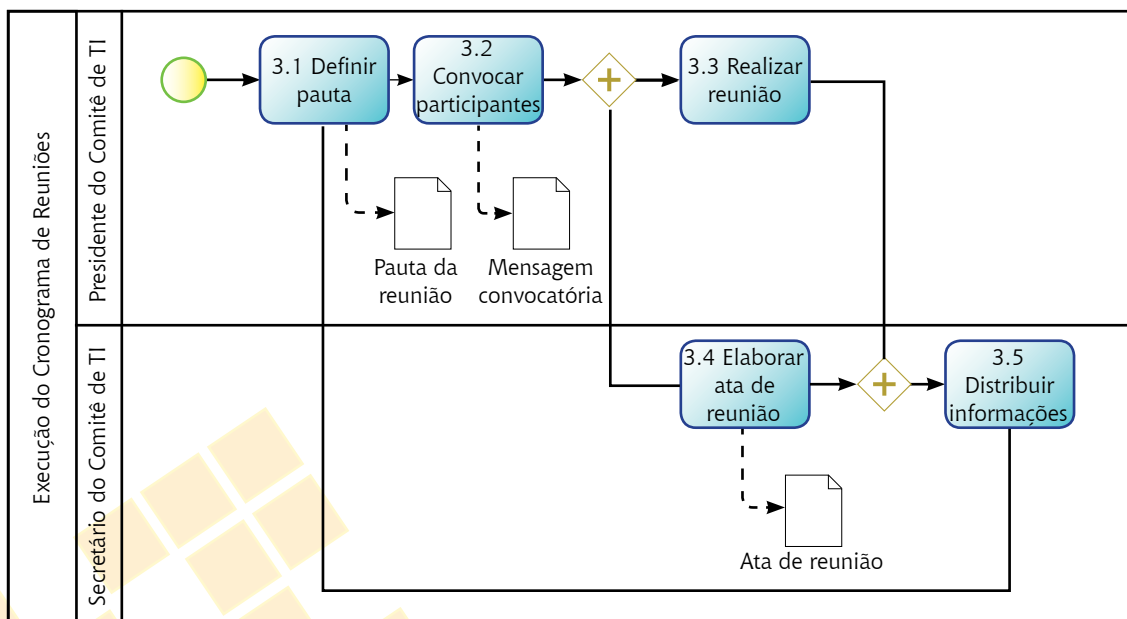 Execução do Cronograma de Reuniões
Presidente do Comitê de TI
3.1 Definir
pauta
3.2
Convocar
participantes
3.3 Realizar
reunião
Pauta da
reunião
Mensagem
convocatória
Secretário do Comitê de TI
3.4 Elaborar
ata de
reunião
3.5
Distribuir
informações
Ata de reunião